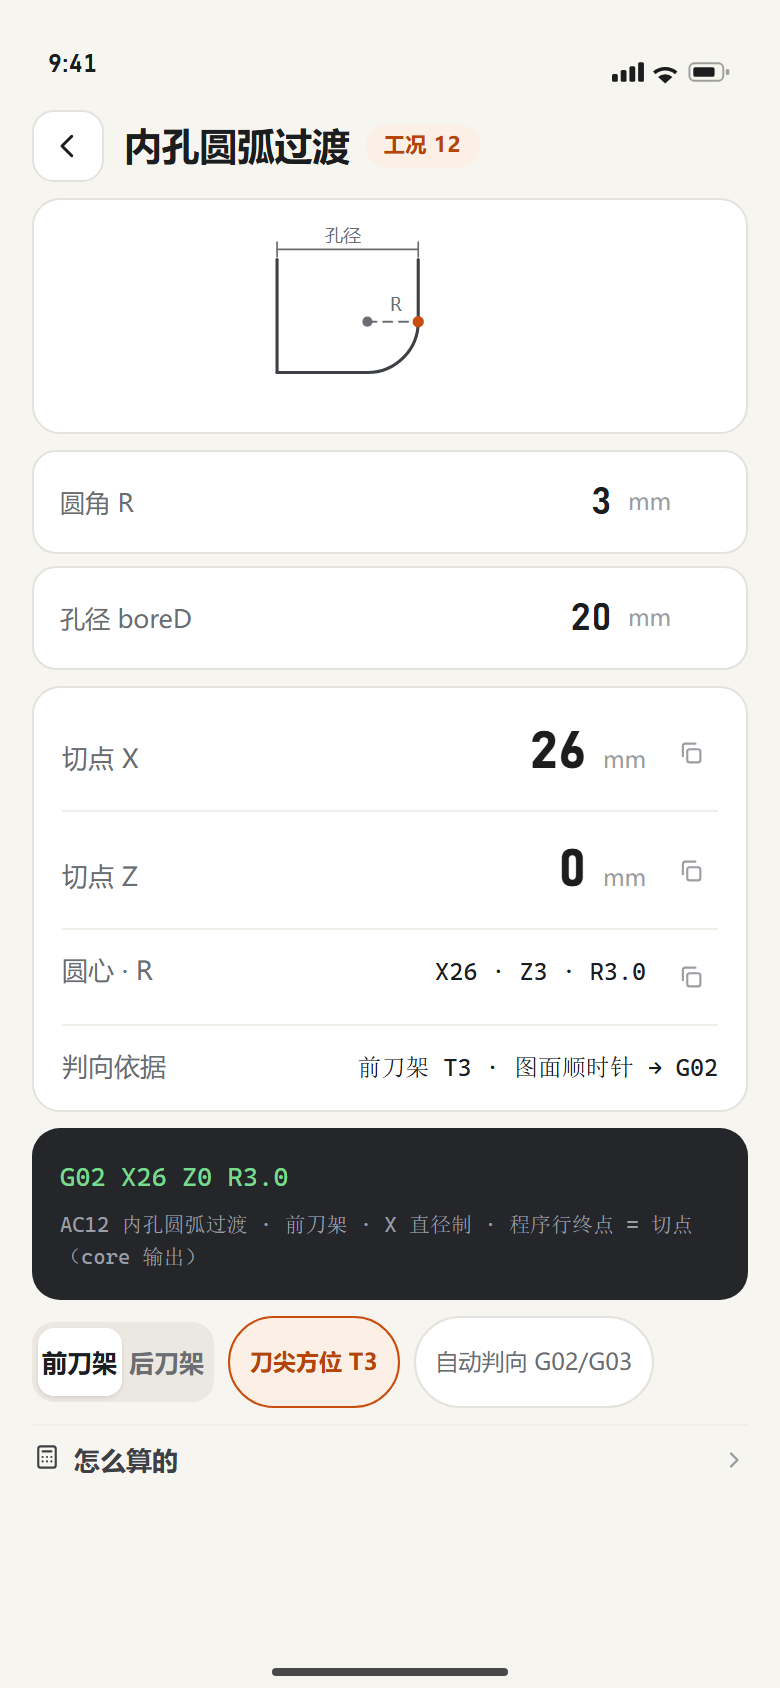 9:41
内孔圆弧过渡
工况 12
孔径
R
圆角 R
3 mm
孔径 boreD
20 mm
切点 X
26 mm
切点 Z
0 mm
圆心 · R
X26 · Z3 · R3.0
判向依据
前刀架 T3 · 图面顺时针 → G02
G02 X26 Z0 R3.0
AC12 内孔圆弧过渡 · 前刀架 · X 直径制 · 程序行终点 = 切点
（core 输出）
前刀架 后刀架
刀尖方位 T3
自动判向 G02/G03
怎么算的